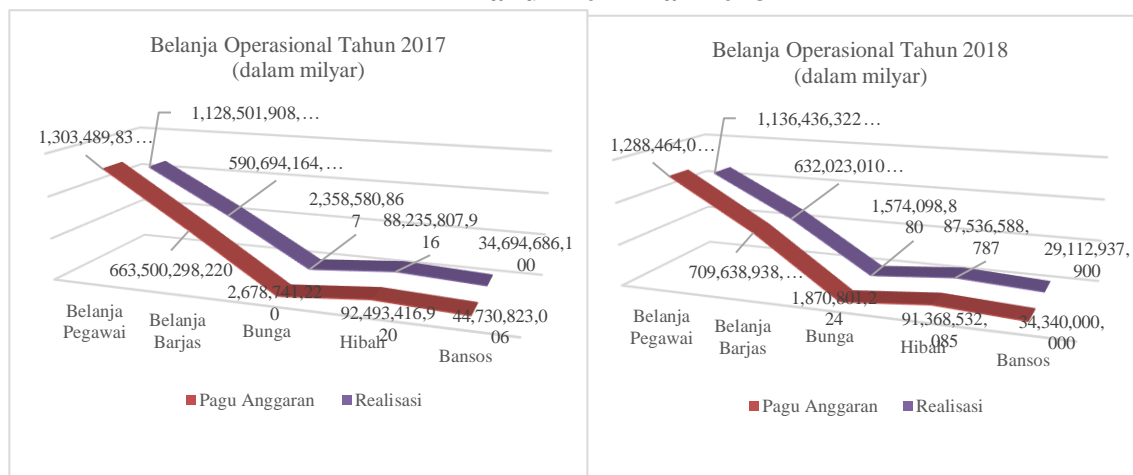 Belanja Operasional Tahun 2017
(dalam milyar)
1,128,501,908, …
1,303,489,83 …
590,694,164, …
2,358,580,86
7
88,235,807,9
16
34,694,686,1
00
663,500,298,220
2,678,741,22
0
92,493,416,9
20
44,730,823,0
06
Belanja
Pegawai
Belanja
Barjas
Bunga
Hibah
Bansos
Pagu Anggaran
Realisasi
Belanja Operasional Tahun 2018
(dalam milyar)
1,136,436,322 …
1,288,464,0 …
632,023,010 …
1,574,098,8
80
87,536,588,
787
29,112,937,
900
709,638,938, …
1,870,801,2
24
91,368,532,
085
34,340,000,
000
Belanja
Pegawai
Belanja
Barjas
Bunga
Hibah
Bansos
Pagu Anggaran
Realisasi